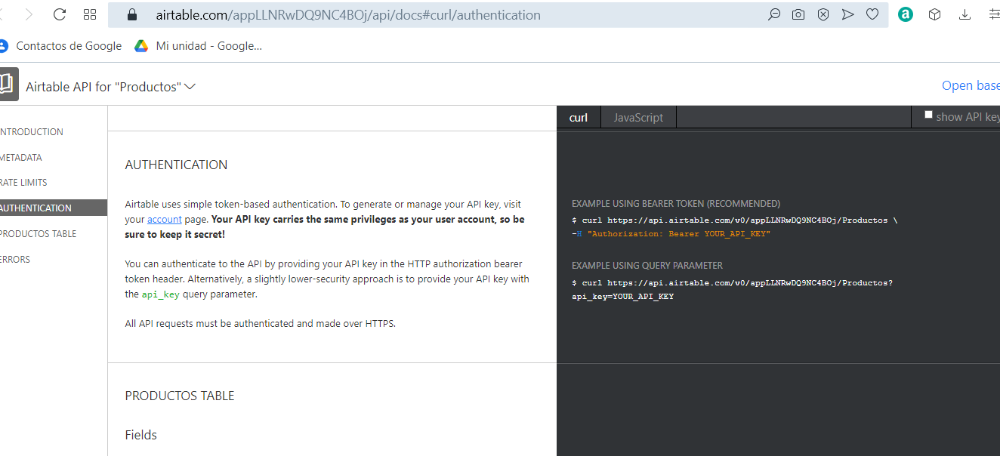 airtable.com/appLLNRwDQ9NC4BOj/api/docs#curl/authentication
Contactos de Google
Mi unidad - Google...
Airtable API for "Productos"
Open base
NTRODUCTION
METADATA
RATE LIMITS
AUTHENTICATION
PRODUCTOS TABLE
ERRORS
AUTHENTICATION
Airtable uses simple token-based authentication. To generate or manage your API key, visit
your account page. Your API key carries the same privileges as your user account, so be
sure to keep it secret!
You can authenticate to the API by providing your API key in the HTTP authorization bearer
token header. Alternatively, a slightly lower-security approach is to provide your API key with
the api_key query parameter.
All API requests must be authenticated and made over HTTPS.
PRODUCTOS TABLE
Fields
curl
JavaScript
show API key
EXAMPLE USING BEARER TOKEN (RECOMMENDED)
$ curl https://api.airtable.com/v0/appLLNRwDQ9NC4BOj/Productos \
-H "Authorization: Bearer YOUR_API_KEY"
EXAMPLE USING QUERY PARAMETER
$ curl https://api.airtable.com/v0/appLLNRwDQ9NC4BOj/Productos?
api_key=YOUR_API_KEY